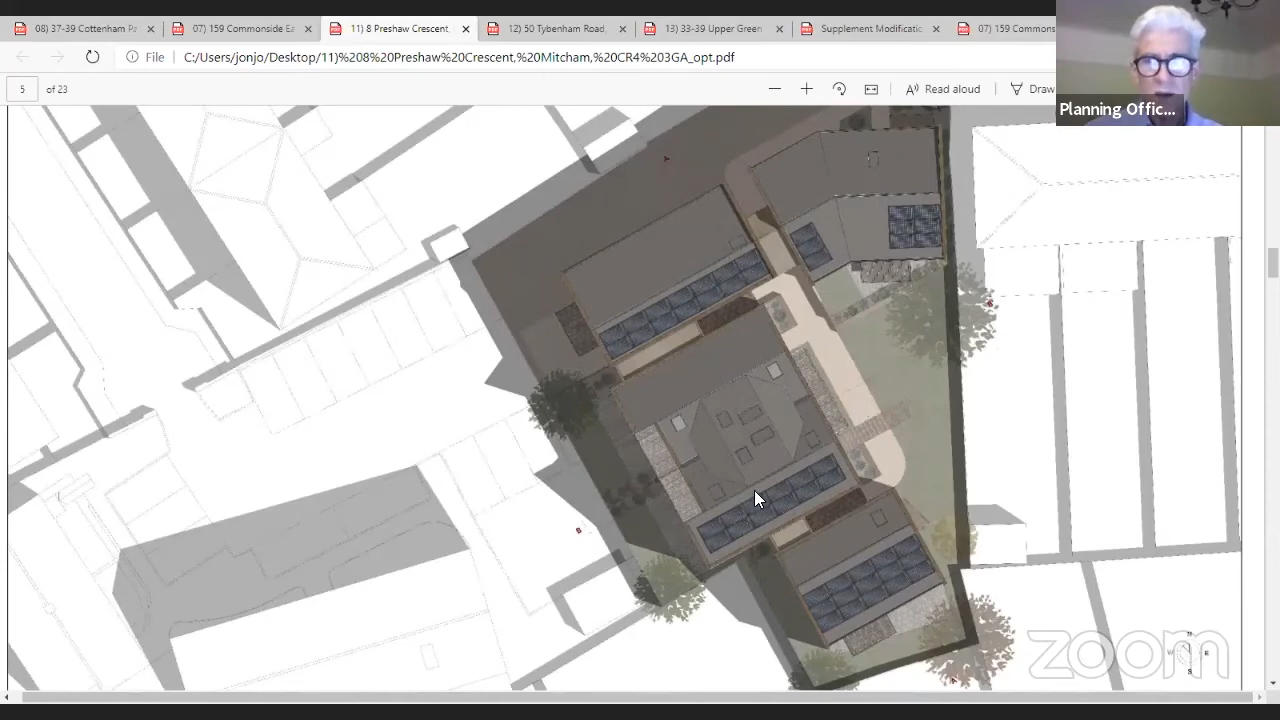 08) 37-39 Cottenham Pa
07) 159 Commonside Ea
11) 8 Preshaw Crescent,
12) 50 Tybenham Road,
13) 33-39 Upper Green
Supplement Modificatic
07) 159 Commons
File C:/Users/jonjo/Desktop/11)%208%20Preshaw%20Crescent,%20Mitcham,%20CR4%203GA_opt.pdf
5 of 23
Read aloud
Draw
Planning Offic...
A
B
B
A
N
W E
S
zoom